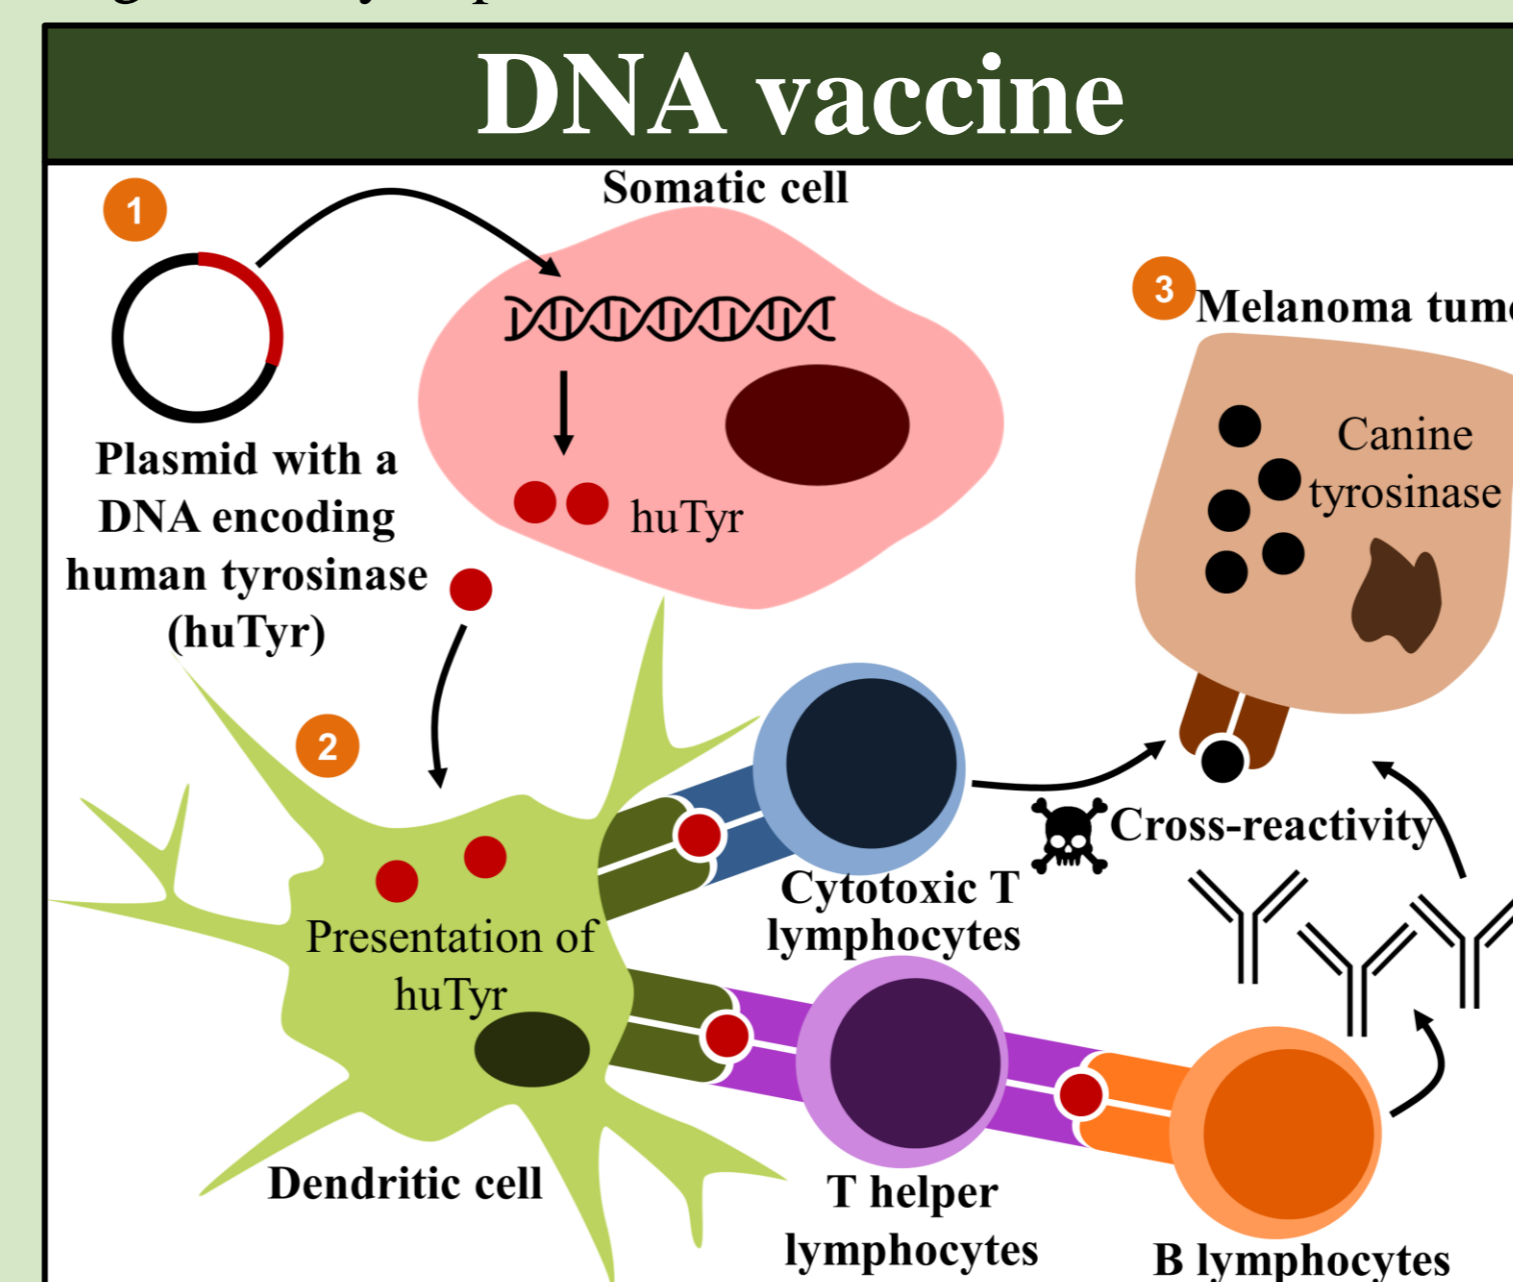 DNA vaccine
Somatic cell
1
3
Melanoma
Plasmid with a
DNA encoding
human tyrosinase
(huTyr)
huTyr
Canine
tyrosinase
2
Presentation of
huTyr
Cytotoxic T
lymphocytes
Cross-reactivity
Dendritic cell
T helper
lymphocytes
B lymphocytes